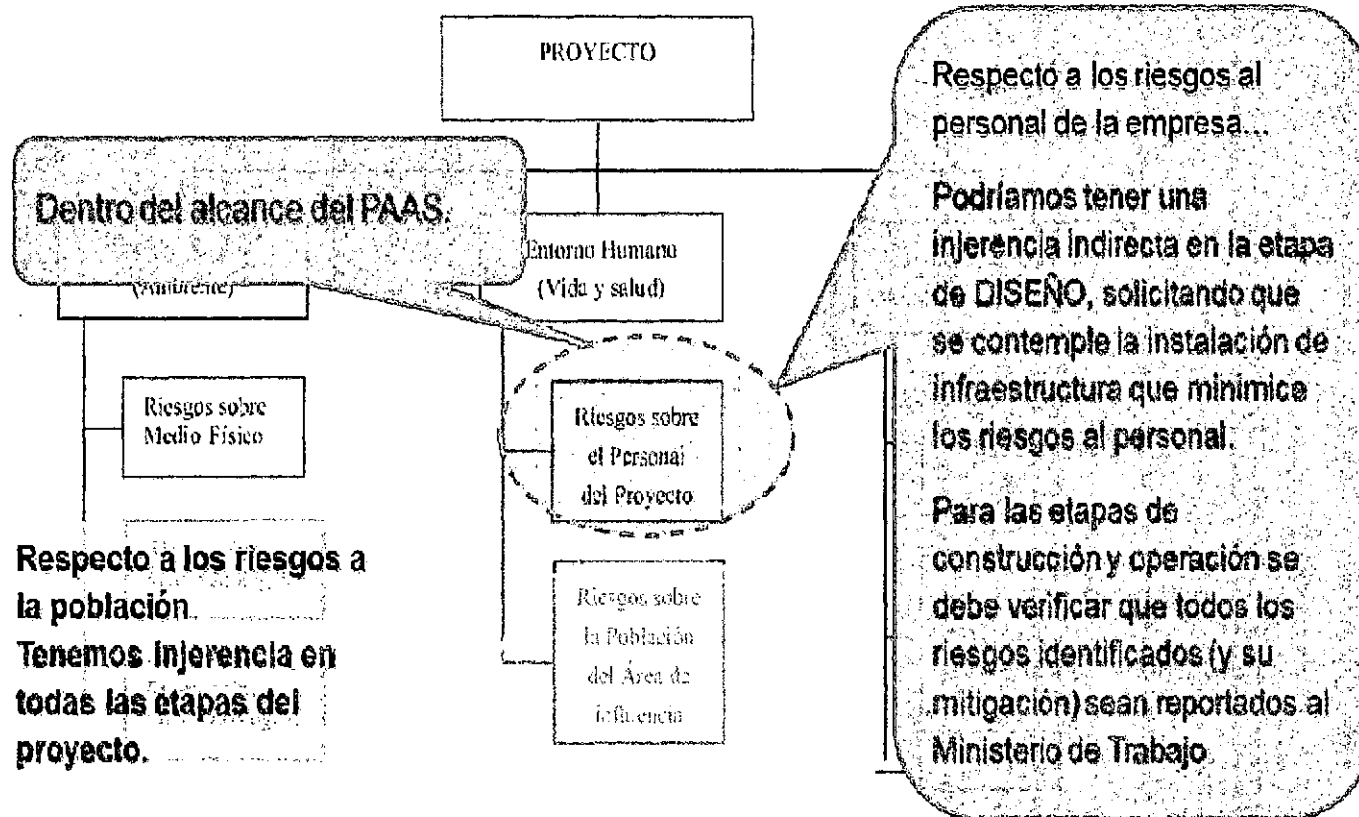 PROYECTO
Dentro del alcance del PAAS.
(Ambiente)
Entorno Humano
(Vida y salud)
Riesgos sobre
Medio Físico
Riesgos sobre
el Personal
del Proyecto
Riesgos sobre
la Población
del Área de
influencia
Respecto a los riesgos a
la población.
Tenemos injerencia en
todas las etapas del
proyecto.
Respecto a los riesgos al
personal de la empresa...
Podríamos tener una
injerencia indirecta en la etapa
de DISEÑO, solicitando que
se contemple la instalación de
infraestructura que minimice
los riesgos al personal.
Para las etapas de
construcción y operación se
debe verificar que todos los
riesgos identificados (y su
mitigación) sean reportados al
Ministerio de Trabajo